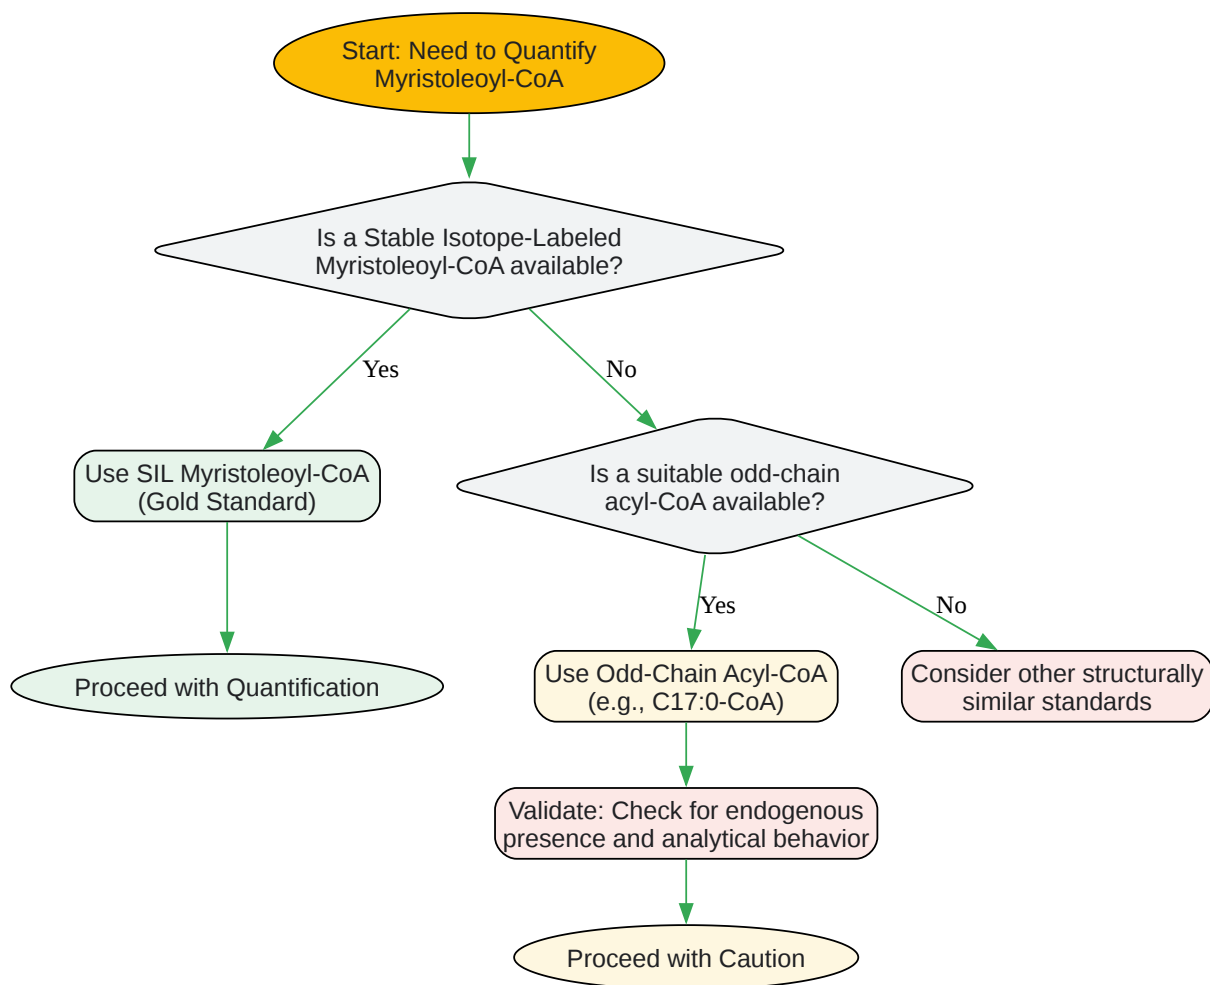 Start: Need to Quantify
Myristoleoyl-CoA
Is a Stable Isotope-Labeled
Myristoleoyl-CoA available?
Yes
No
Use SIL Myristoleoyl-CoA
(Gold Standard)
Is a suitable odd-chain
acyl-CoA available?
Yes
No
Proceed with Quantification
Use Odd-Chain Acyl-CoA
(e.g., C17:0-CoA)
Consider other structurally
similar standards
Validate: Check for endogenous
presence and analytical behavior
Proceed with Caution